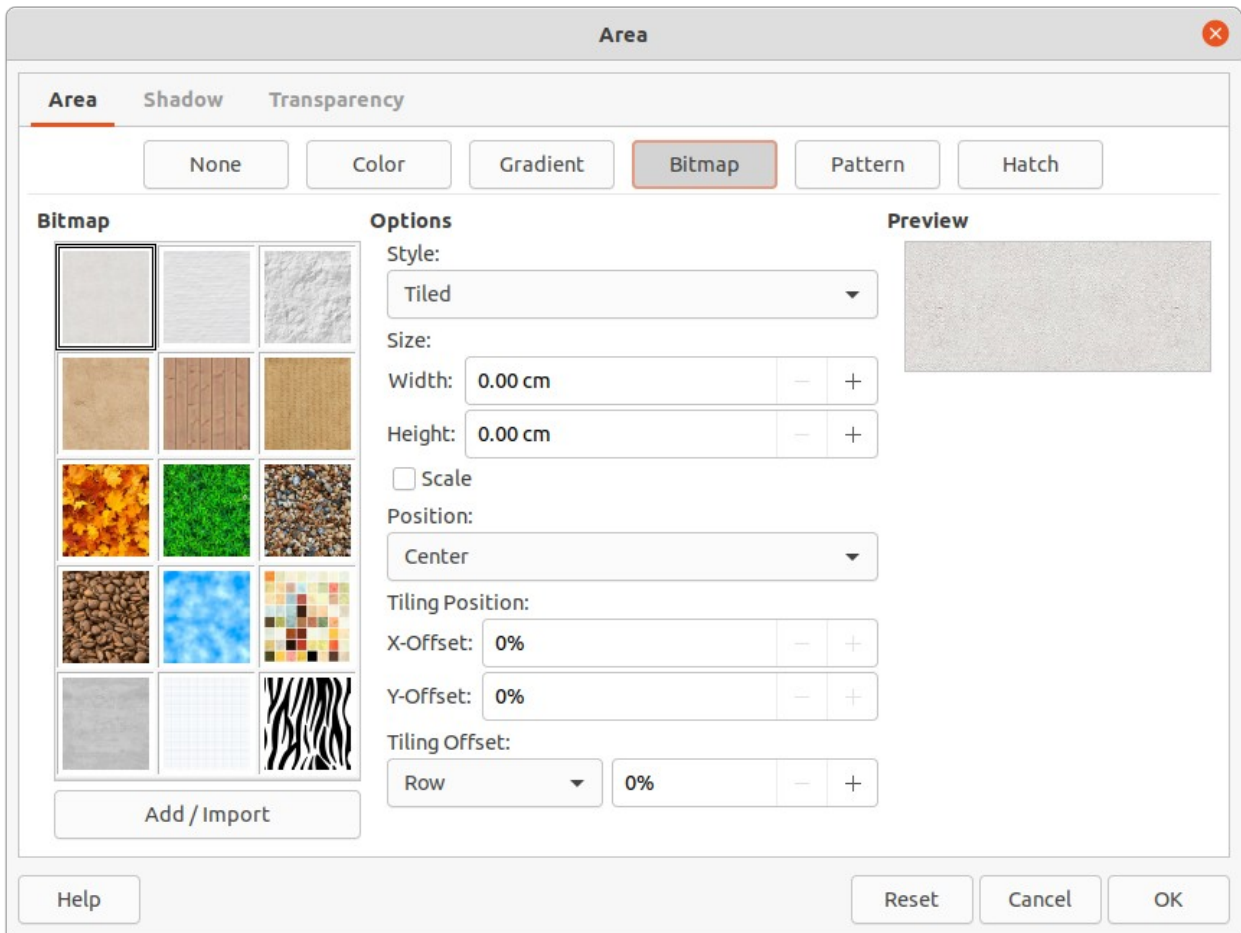 Area
Area Shadow Transparency
None Color Gradient Bitmap Pattern Hatch
Bitmap
Options
Style:
Tiled
Size:
Width: 0.00 cm
Height: 0.00 cm
Scale
Position:
Center
Tiling Position:
X-Offset: 0%
Y-Offset: 0%
Tiling Offset:
Row 0%
Preview
Add / Import
Help Reset Cancel OK